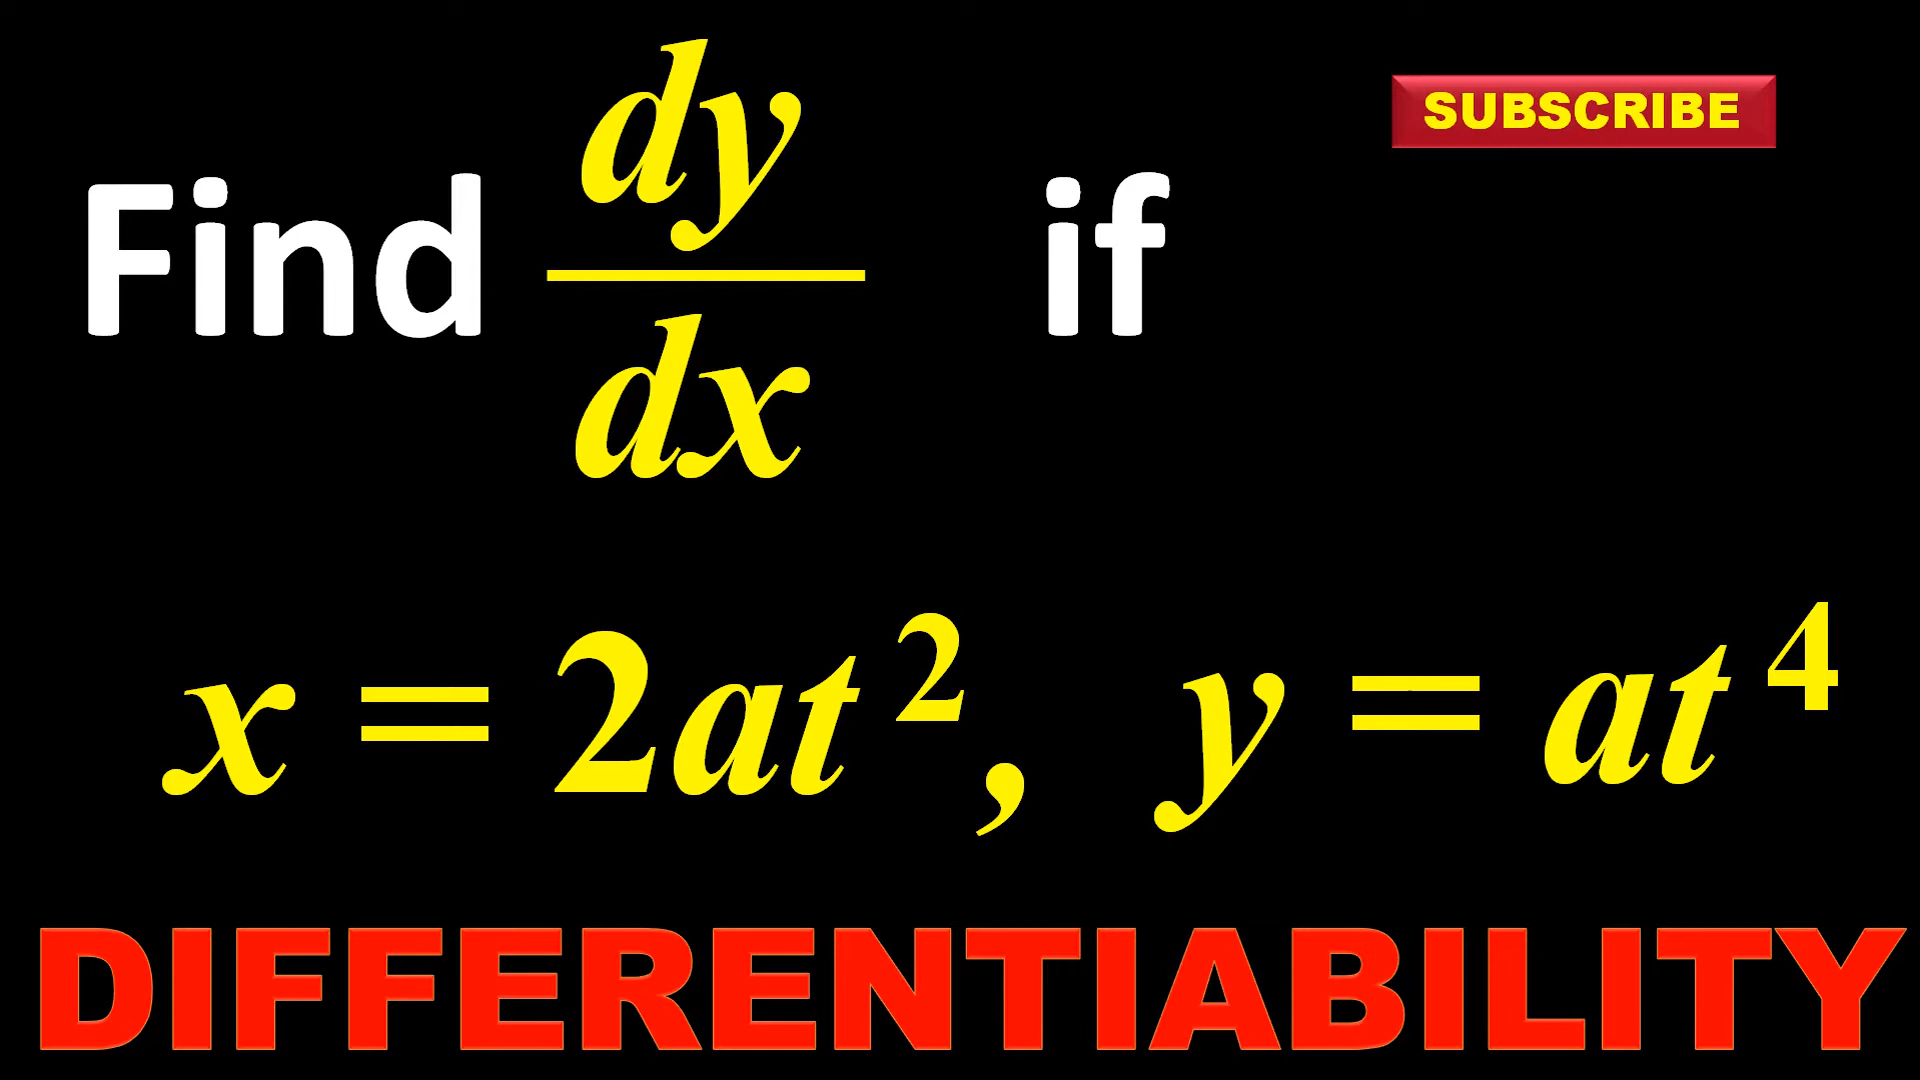 SUBSCRIBE
Find dy/dx if
x = 2at², y = at⁴
DIFFERENTIABILITY